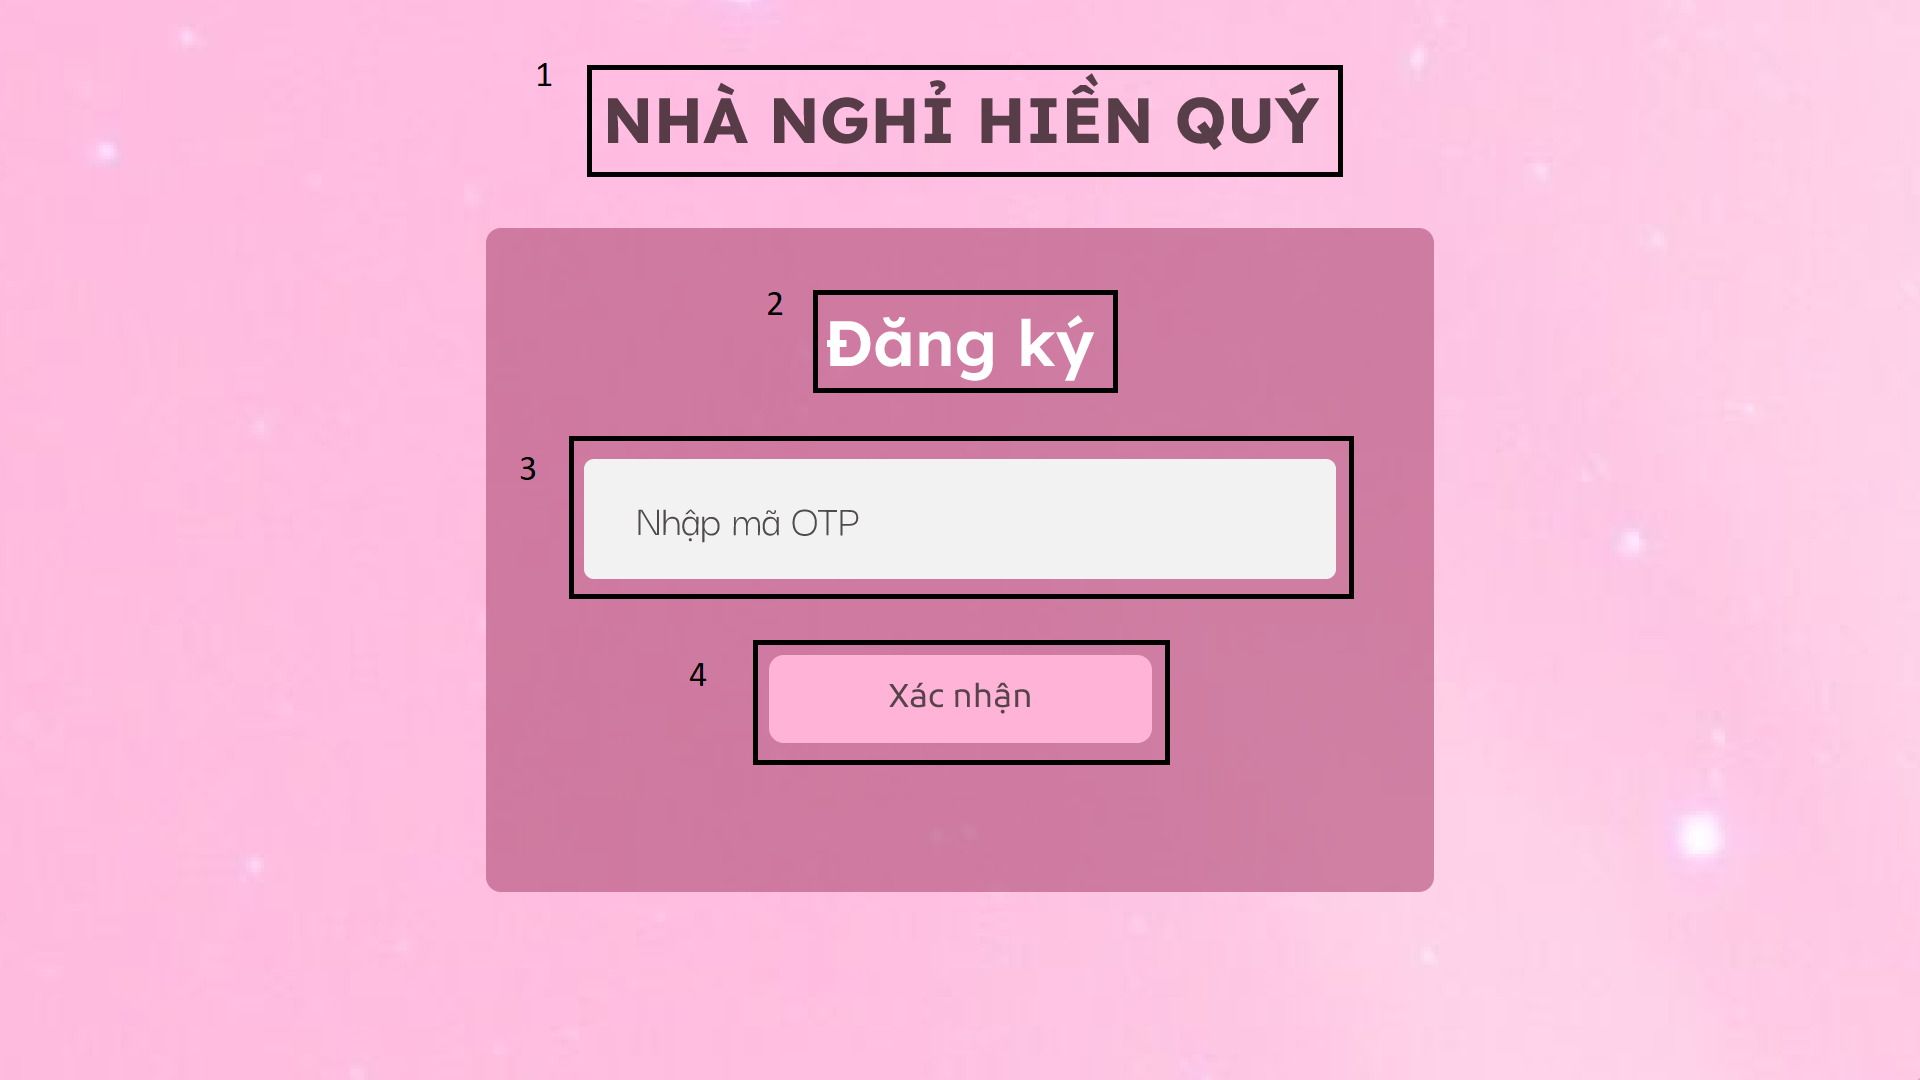 1
NHÀ NGHỈ HIỀN QUÝ
2
Đăng ký
3
Nhập mã OTP
4
Xác nhận